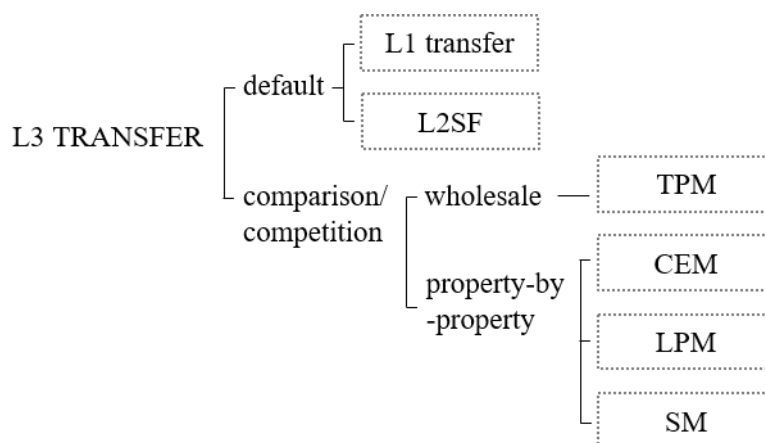 L1 transfer
default
L2SF
L3 TRANSFER
comparison/
competition
wholesale
TPM
property-by
-property
CEM
LPM
SM